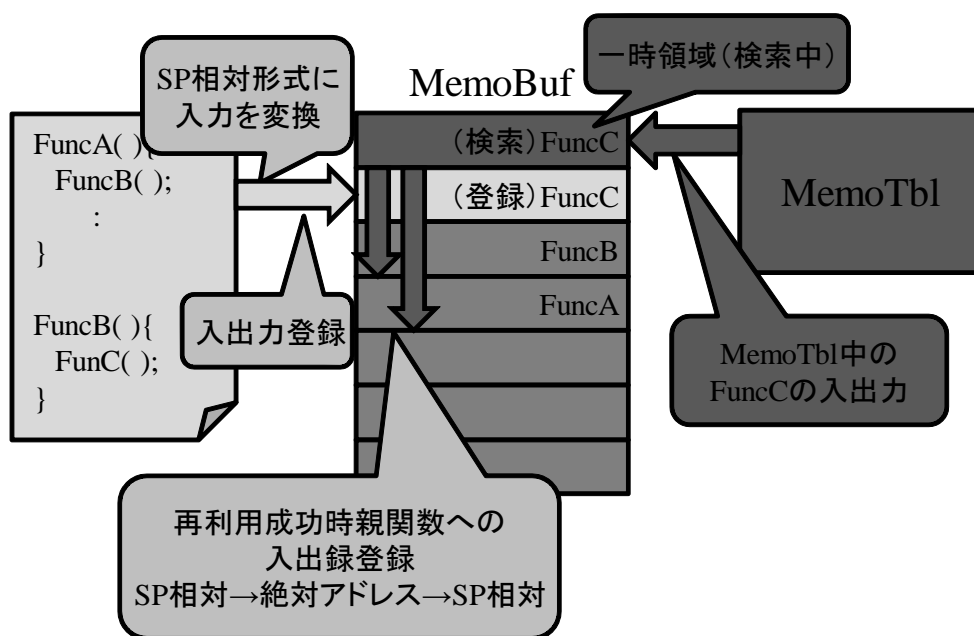 一時領域(検索中)
SP相対形式に
入力を変換
MemoBuf
FuncA( ){
FuncB( );
:
}
FuncB( ){
FunC( );
}
(検索)FuncC
(登録)FuncC
FuncB
FuncA
MemoTbl
入出力登録
MemoTbl中の
FuncCの入出力
再利用成功時親関数への
入出録登録
SP相対→絶対アドレス→SP相対